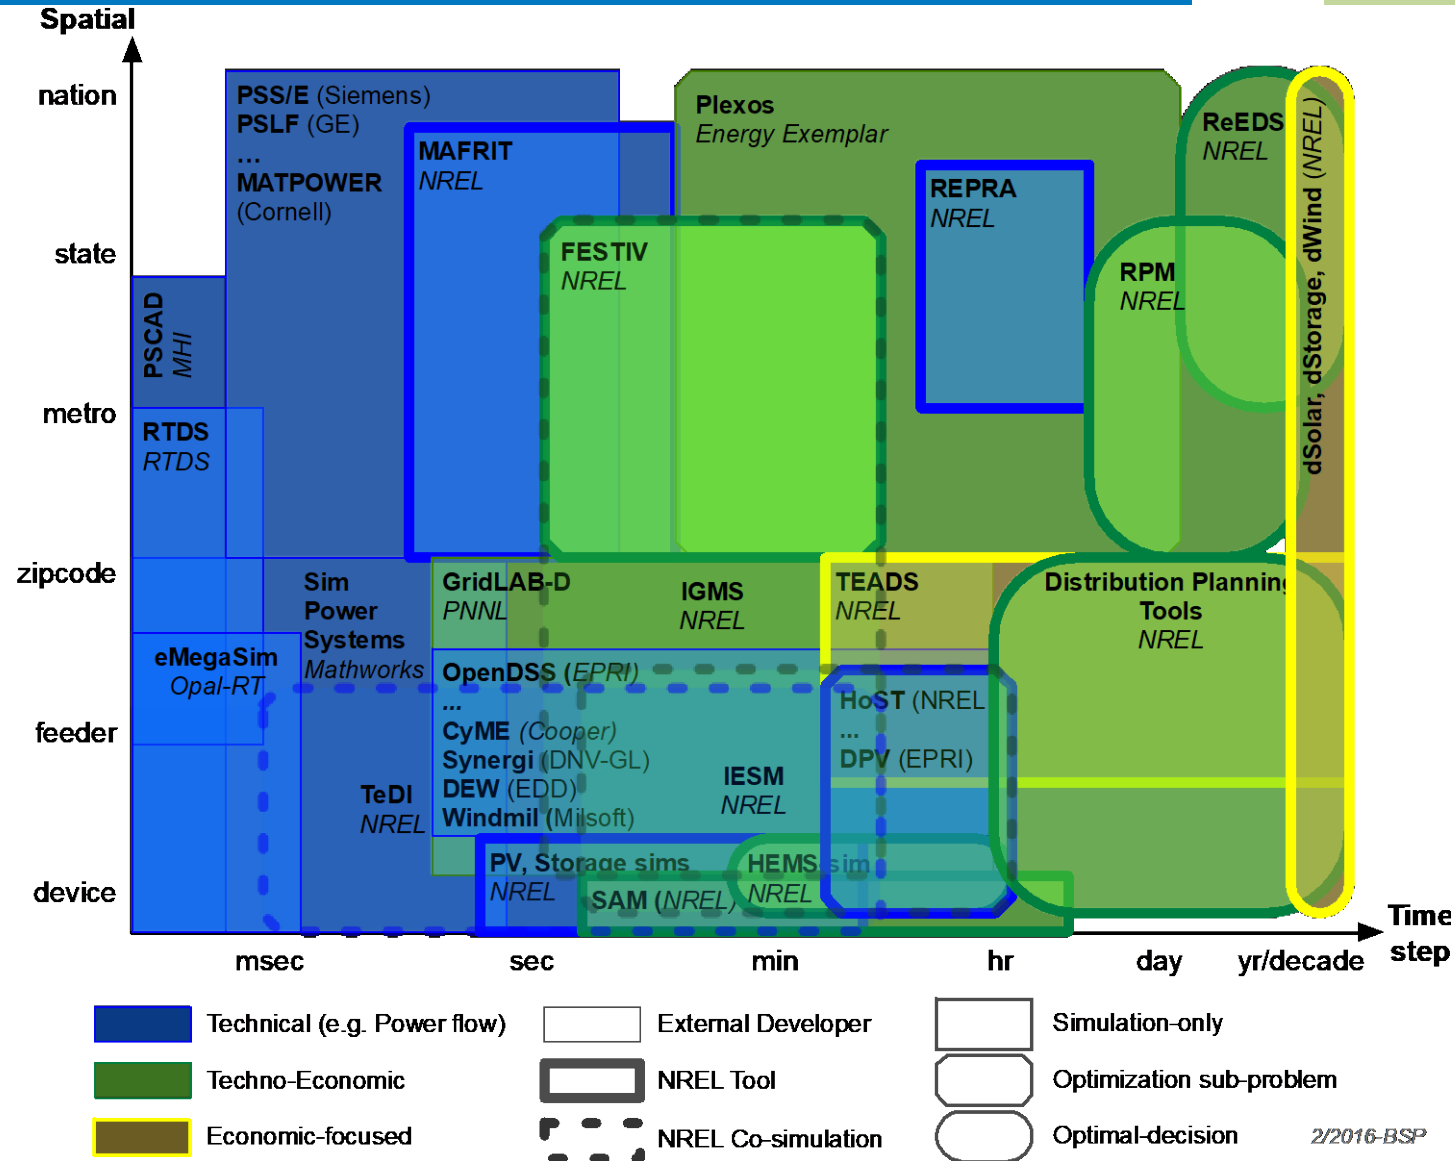 Spatial
nation
state
metro
zipcode
feeder
device
PSS/E (Siemens)
PSLF (GE)
...
MATPOWER
(Cornell)
MAFRIT
NREL
Plexos
Energy Exemplar
REPRA
NREL
ReEDS
NREL
dSolar, dStorage, dWind (NREL)
FESTIV
NREL
RPM
NREL
PSCAD
MHI
RTDS
RTDS
Sim
Power
Systems
Mathworks
eMegaSim
Opal-RT
GridLAB-D
PNNL
IGMS
NREL
TEADS
NREL
Distribution Planning
Tools
NREL
OpenDSS (EPRI)
...
CyME (Cooper)
Synergi (DNV-GL)
DEW (EDD)
Windmil (Milsoft)
HoST (NREL
...
DPV (EPRI)
TeDI
NREL
IESM
NREL
PV, Storage sims
NREL
HEMS-sim
NREL
SAM (NREL)
Time
step
msec
sec
min
hr
day
yr/decade
Technical (e.g. Power flow)
Techno-Economic
Economic-focused
External Developer
NREL Tool
NREL Co-simulation
Simulation-only
Optimization sub-problem
Optimal-decision
2/2016-BSP